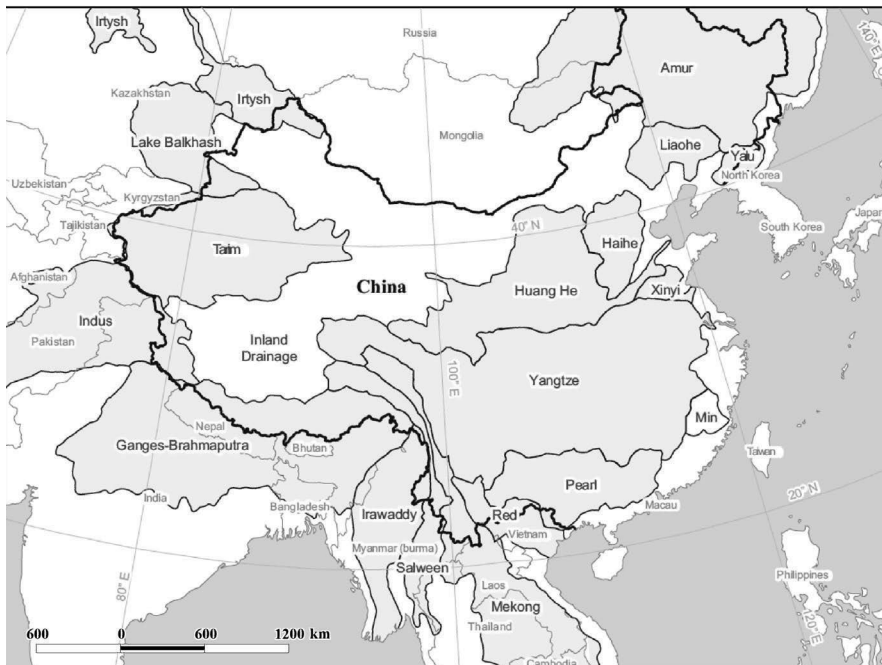 Irtysh
Russia
140° E
Amur
Kazakhstan
Irtysh
Mongolia
Lake Balkhash
Liaohe
Yalu
North Korea
Uzbekistan
Kyrgyzstan
Tajikistan
40° N
South Korea
Japan
Tarim
Haihe
Afghanistan
China
Huang He
Xinyi
Indus
Pakistan
Inland
Drainage
100° E
Yangtze
Min
Nepal
Ganges-Brahmaputra
Bhutan
Taiwan
Pearl
India
Bangladesh
Irawaddy
Red
Macau
20° N
Vietnam
Myanmar (burma)
Salween
80° E
Laos
Philippines
Mekong
Thailand
120° E
600 0 600 1200 km
Cambodia